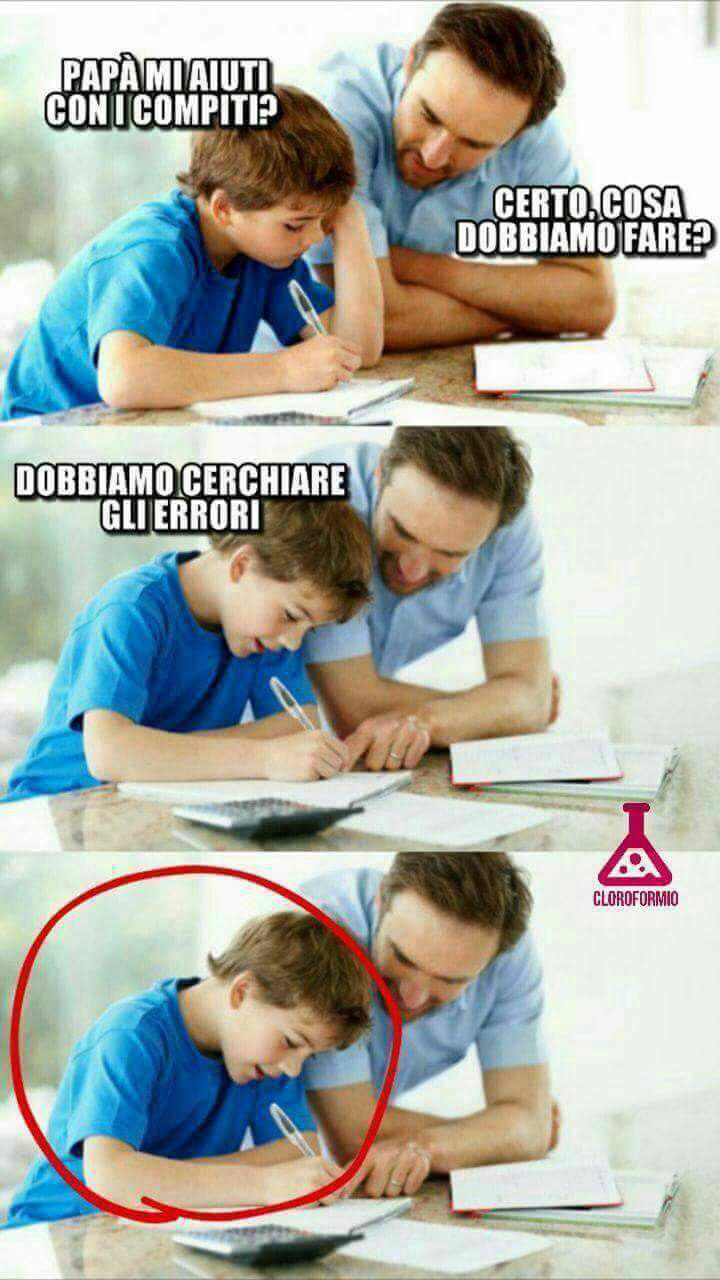 PAPÀ MI AIUTI
CON I COMPITI?
CERTO, COSA
DOBBIAMO FARE?
DOBBIAMO CERCHIARE
GLI ERRORI
CLOROFORMIO